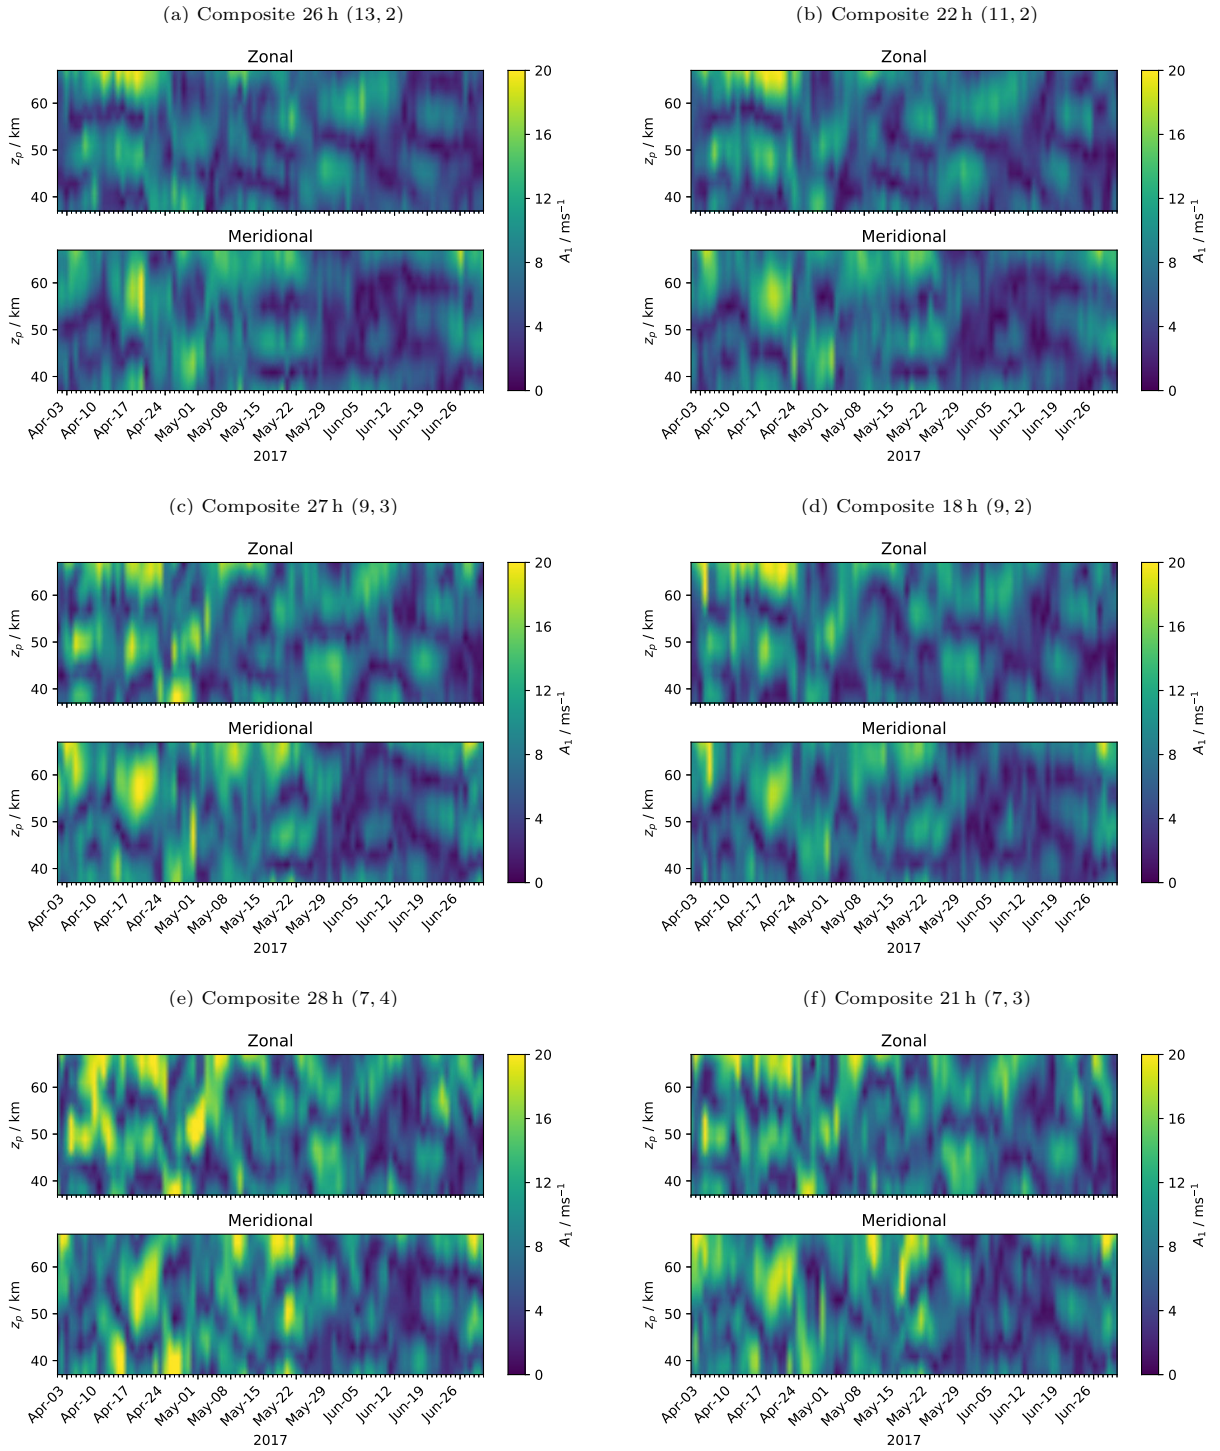 (a) Composite 26 h (13, 2)
Zonal
z_p / km
60
50
40
Meridional
z_p / km
60
50
40
Apr-03 Apr-10 Apr-17 Apr-24 May-01 May-08 May-15 May-22 May-29 Jun-05 Jun-12 Jun-19 Jun-26
2017
20
16
12
8
4
0
A₁ / ms⁻¹
(b) Composite 22 h (11, 2)
Zonal
z_p / km
60
50
40
Meridional
z_p / km
60
50
40
Apr-03 Apr-10 Apr-17 Apr-24 May-01 May-08 May-15 May-22 May-29 Jun-05 Jun-12 Jun-19 Jun-26
2017
20
16
12
8
4
0
A₁ / ms⁻¹
(c) Composite 27 h (9, 3)
Zonal
z_p / km
60
50
40
Meridional
z_p / km
60
50
40
Apr-03 Apr-10 Apr-17 Apr-24 May-01 May-08 May-15 May-22 May-29 Jun-05 Jun-12 Jun-19 Jun-26
2017
20
16
12
8
4
0
A₁ / ms⁻¹
(d) Composite 18 h (9, 2)
Zonal
z_p / km
60
50
40
Meridional
z_p / km
60
50
40
Apr-03 Apr-10 Apr-17 Apr-24 May-01 May-08 May-15 May-22 May-29 Jun-05 Jun-12 Jun-19 Jun-26
2017
20
16
12
8
4
0
A₁ / ms⁻¹
(e) Composite 28 h (7, 4)
Zonal
z_p / km
60
50
40
Meridional
z_p / km
60
50
40
Apr-03 Apr-10 Apr-17 Apr-24 May-01 May-08 May-15 May-22 May-29 Jun-05 Jun-12 Jun-19 Jun-26
2017
20
16
12
8
4
0
A₁ / ms⁻¹
(f) Composite 21 h (7, 3)
Zonal
z_p / km
60
50
40
Meridional
z_p / km
60
50
40
Apr-03 Apr-10 Apr-17 Apr-24 May-01 May-08 May-15 May-22 May-29 Jun-05 Jun-12 Jun-19 Jun-26
2017
20
16
12
8
4
0
A₁ / ms⁻¹